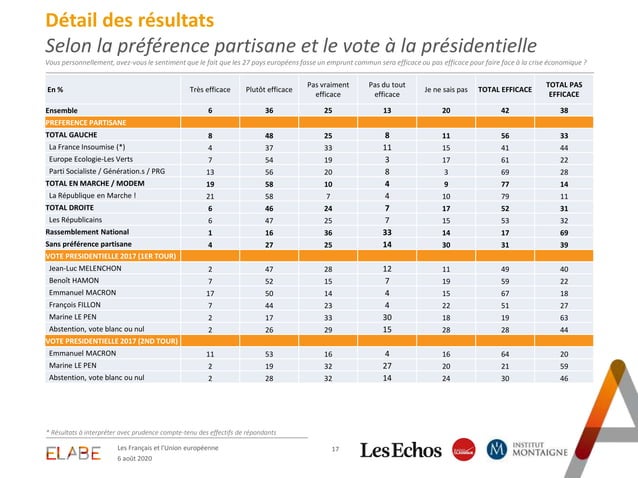 Détail des résultats
Selon la préférence partisane et le vote à la présidentielle
Vous personnellement, avez-vous le sentiment que le fait que les 27 pays européens fasse un emprunt commun sera efficace ou pas efficace pour faire face à la crise économique ?
En % Très efficace Plutôt efficace Pas vraiment efficace Pas du tout efficace Je ne sais pas TOTAL EFFICACE TOTAL PAS EFFICACE
Ensemble 6 36 25 13 20 42 38
PREFERENCE PARTISANE
TOTAL GAUCHE 8 48 25 8 11 56 33
La France Insoumise (*) 4 37 33 11 15 41 44
Europe Ecologie-Les Verts 7 54 19 3 17 61 22
Parti Socialiste / Génération.s / PRG 13 56 20 8 3 69 28
TOTAL EN MARCHE / MODEM 19 58 10 4 9 77 14
La République en Marche ! 21 58 7 4 10 79 11
TOTAL DROITE 6 46 24 7 17 52 31
Les Républicains 6 47 25 7 15 53 32
Rassemblement National 1 16 36 33 14 17 69
Sans préférence partisane 4 27 25 14 30 31 39
VOTE PRESIDENTIELLE 2017 (1ER TOUR)
Jean-Luc MELENCHON 2 47 28 12 11 49 40
Benoît HAMON 7 52 15 7 19 59 22
Emmanuel MACRON 17 50 14 4 15 67 18
François FILLON 7 44 23 4 22 51 27
Marine LE PEN 2 17 33 30 18 19 63
Abstention, vote blanc ou nul 2 26 29 15 28 28 44
VOTE PRESIDENTIELLE 2017 (2ND TOUR)
Emmanuel MACRON 11 53 16 4 16 64 20
Marine LE PEN 2 19 32 27 20 21 59
Abstention, vote blanc ou nul 2 28 32 14 24 30 46
* Résultats à interpréter avec prudence compte-tenu des effectifs de répondants
ELABE
Les Français et l'Union européenne
6 août 2020
17
Les Echos
INSTITUT MONTAIGNE